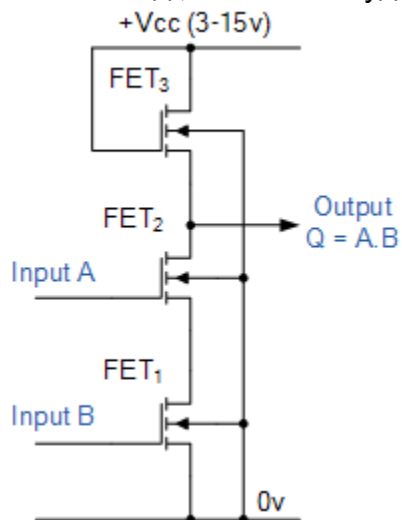 +Vcc (3-15v)
FET₃
FET₂
Output
Q = A.B
Input A
FET₁
Input B
0v